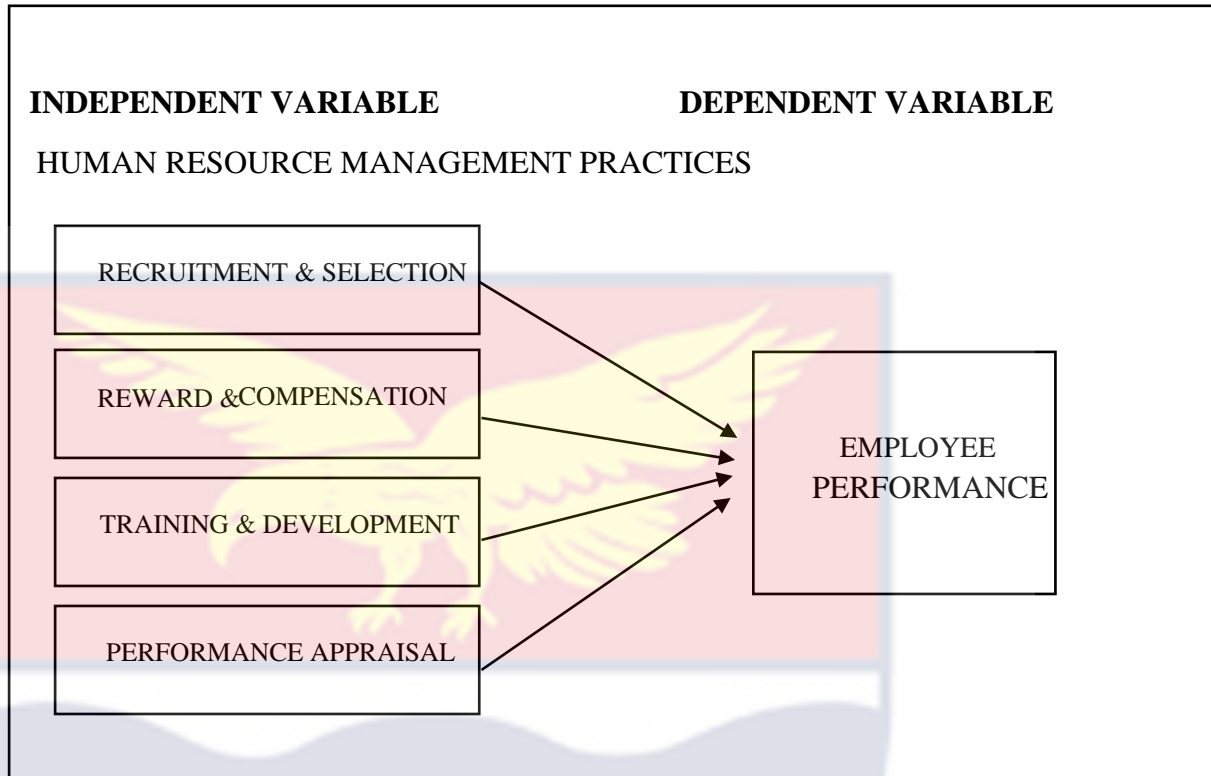 INDEPENDENT VARIABLE DEPENDENT VARIABLE
HUMAN RESOURCE MANAGEMENT PRACTICES
RECRUITMENT & SELECTION
REWARD &COMPENSATION
TRAINING & DEVELOPMENT
PERFORMANCE APPRAISAL
EMPLOYEE
PERFORMANCE